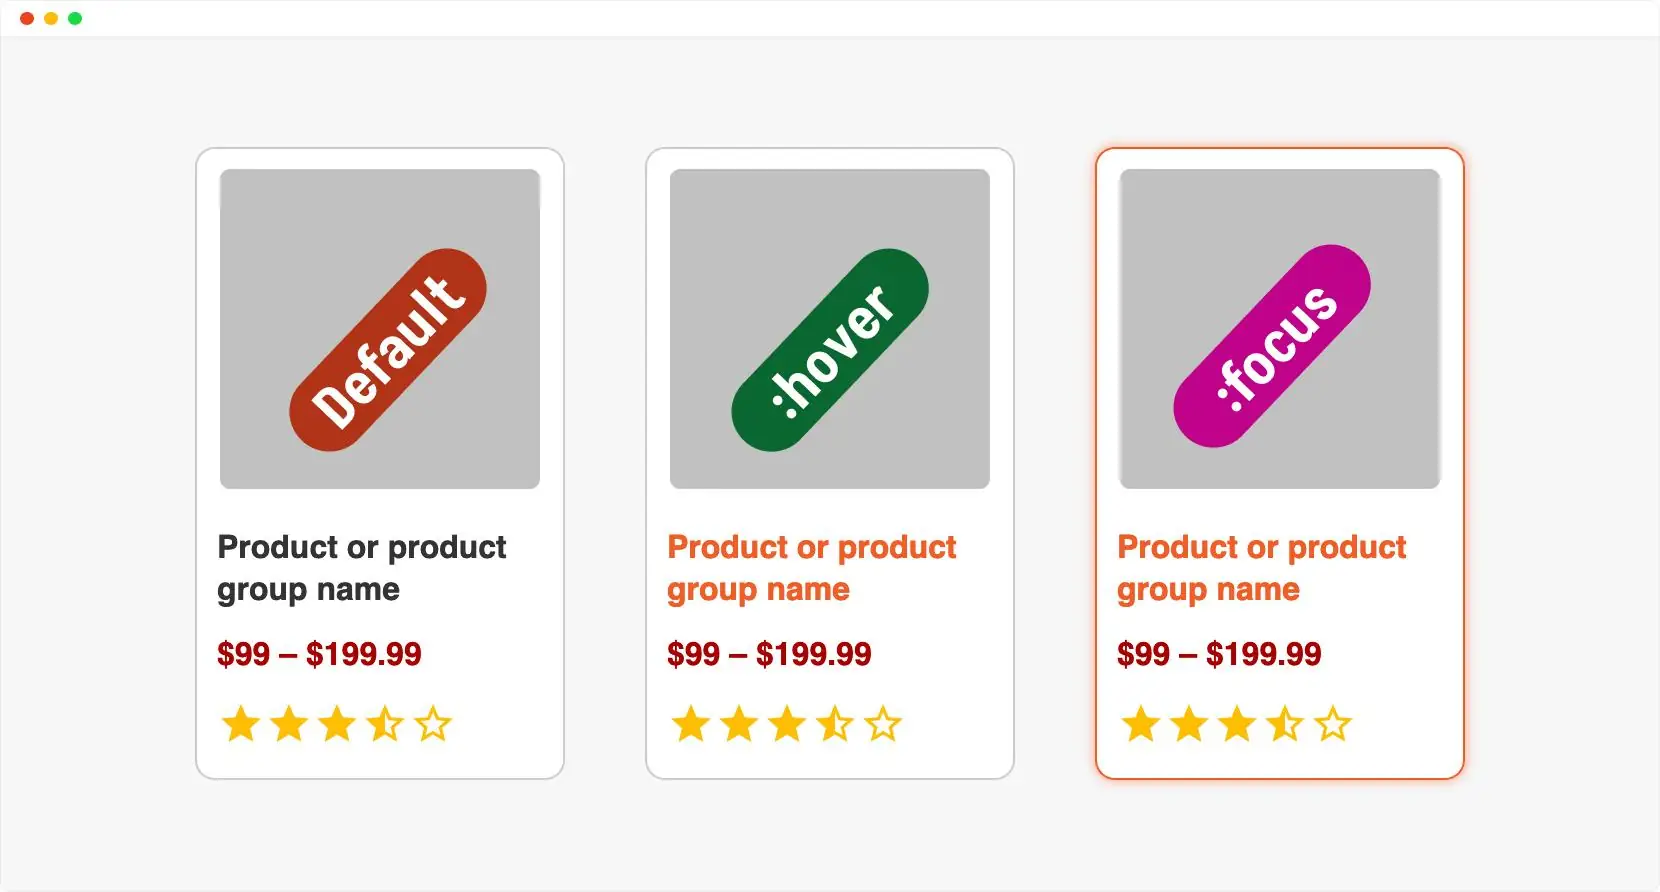 Default
Product or product
group name
$99 – $199.99
:hover
Product or product
group name
$99 – $199.99
:focus
Product or product
group name
$99 – $199.99